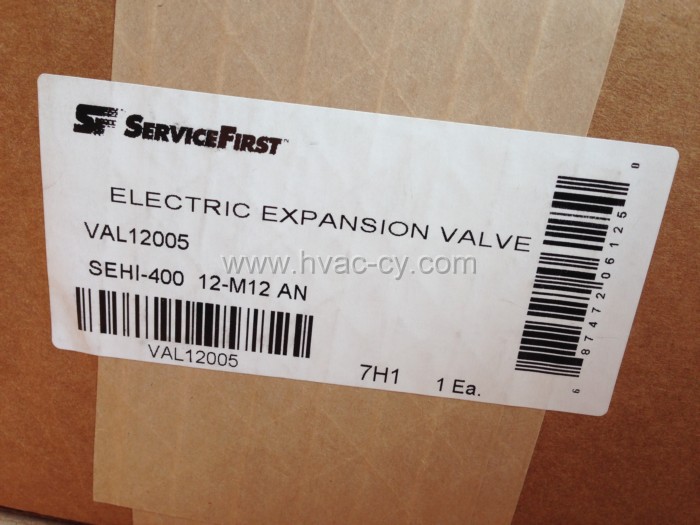 SF SERVICEFIRST
ELECTRIC EXPANSION VALVE
VAL12005
www.hvac-cy.com
SEHI-400 12-M12 AN
VAL12005
7H1 1 Ea.
6 87472 06125 0